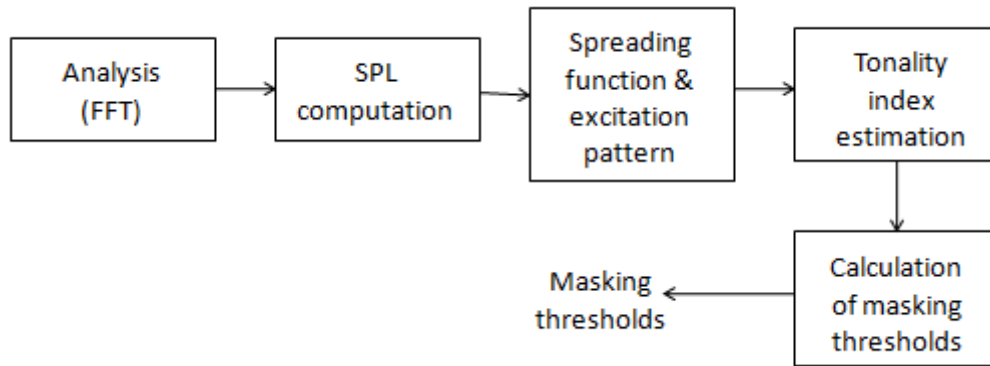 Analysis
(FFT)
SPL
computation
Spreading
function &
excitation
pattern
Tonality
index
estimation
Calculation
of masking
thresholds
Masking
thresholds